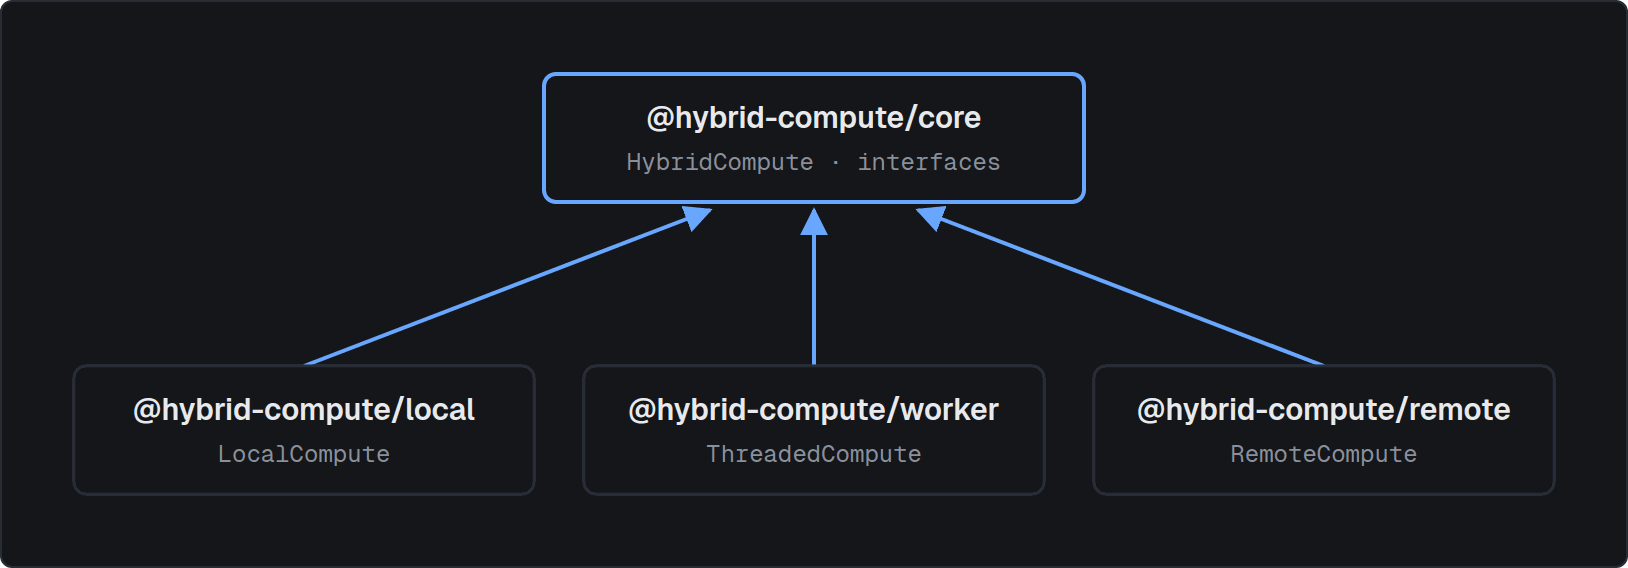 @hybrid-compute/core
HybridCompute · interfaces
@hybrid-compute/local
LocalCompute
@hybrid-compute/worker
ThreadedCompute
@hybrid-compute/remote
RemoteCompute